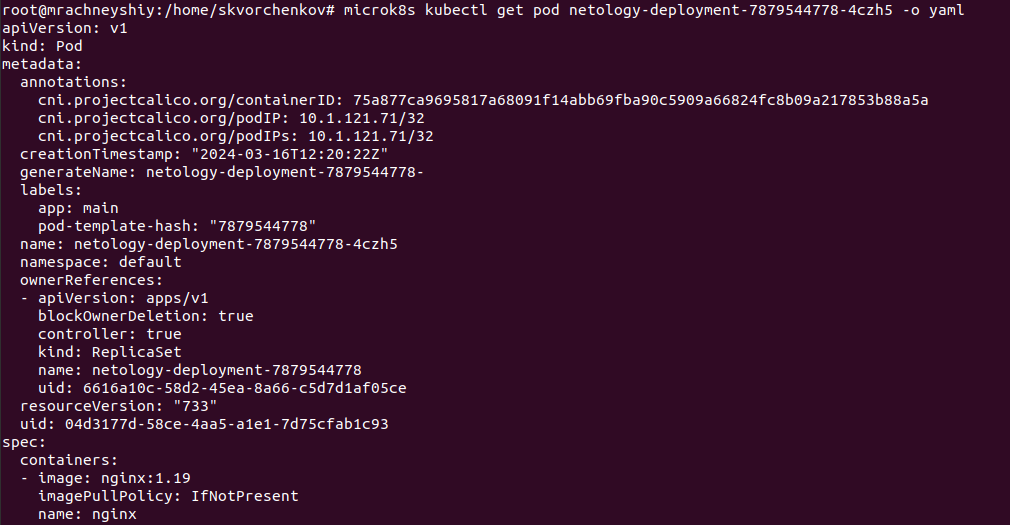 root@mrachneyshiy:/home/skvorchenkov# microk8s kubectl get pod netology-deployment-7879544778-4czh5 -o yaml
apiVersion: v1
kind: Pod
metadata:
  annotations:
    cni.projectcalico.org/containerID: 75a877ca9695817a68091f14abb69fba90c5909a66824fc8b09a217853b88a5a
    cni.projectcalico.org/podIP: 10.1.121.71/32
    cni.projectcalico.org/podIPs: 10.1.121.71/32
  creationTimestamp: "2024-03-16T12:20:22Z"
  generateName: netology-deployment-7879544778-
  labels:
    app: main
    pod-template-hash: "7879544778"
  name: netology-deployment-7879544778-4czh5
  namespace: default
  ownerReferences:
  - apiVersion: apps/v1
    blockOwnerDeletion: true
    controller: true
    kind: ReplicaSet
    name: netology-deployment-7879544778
    uid: 6616a10c-58d2-45ea-8a66-c5d7d1af05ce
  resourceVersion: "733"
  uid: 04d3177d-58ce-4aa5-a1e1-7d75cfab1c93
spec:
  containers:
  - image: nginx:1.19
    imagePullPolicy: IfNotPresent
    name: nginx